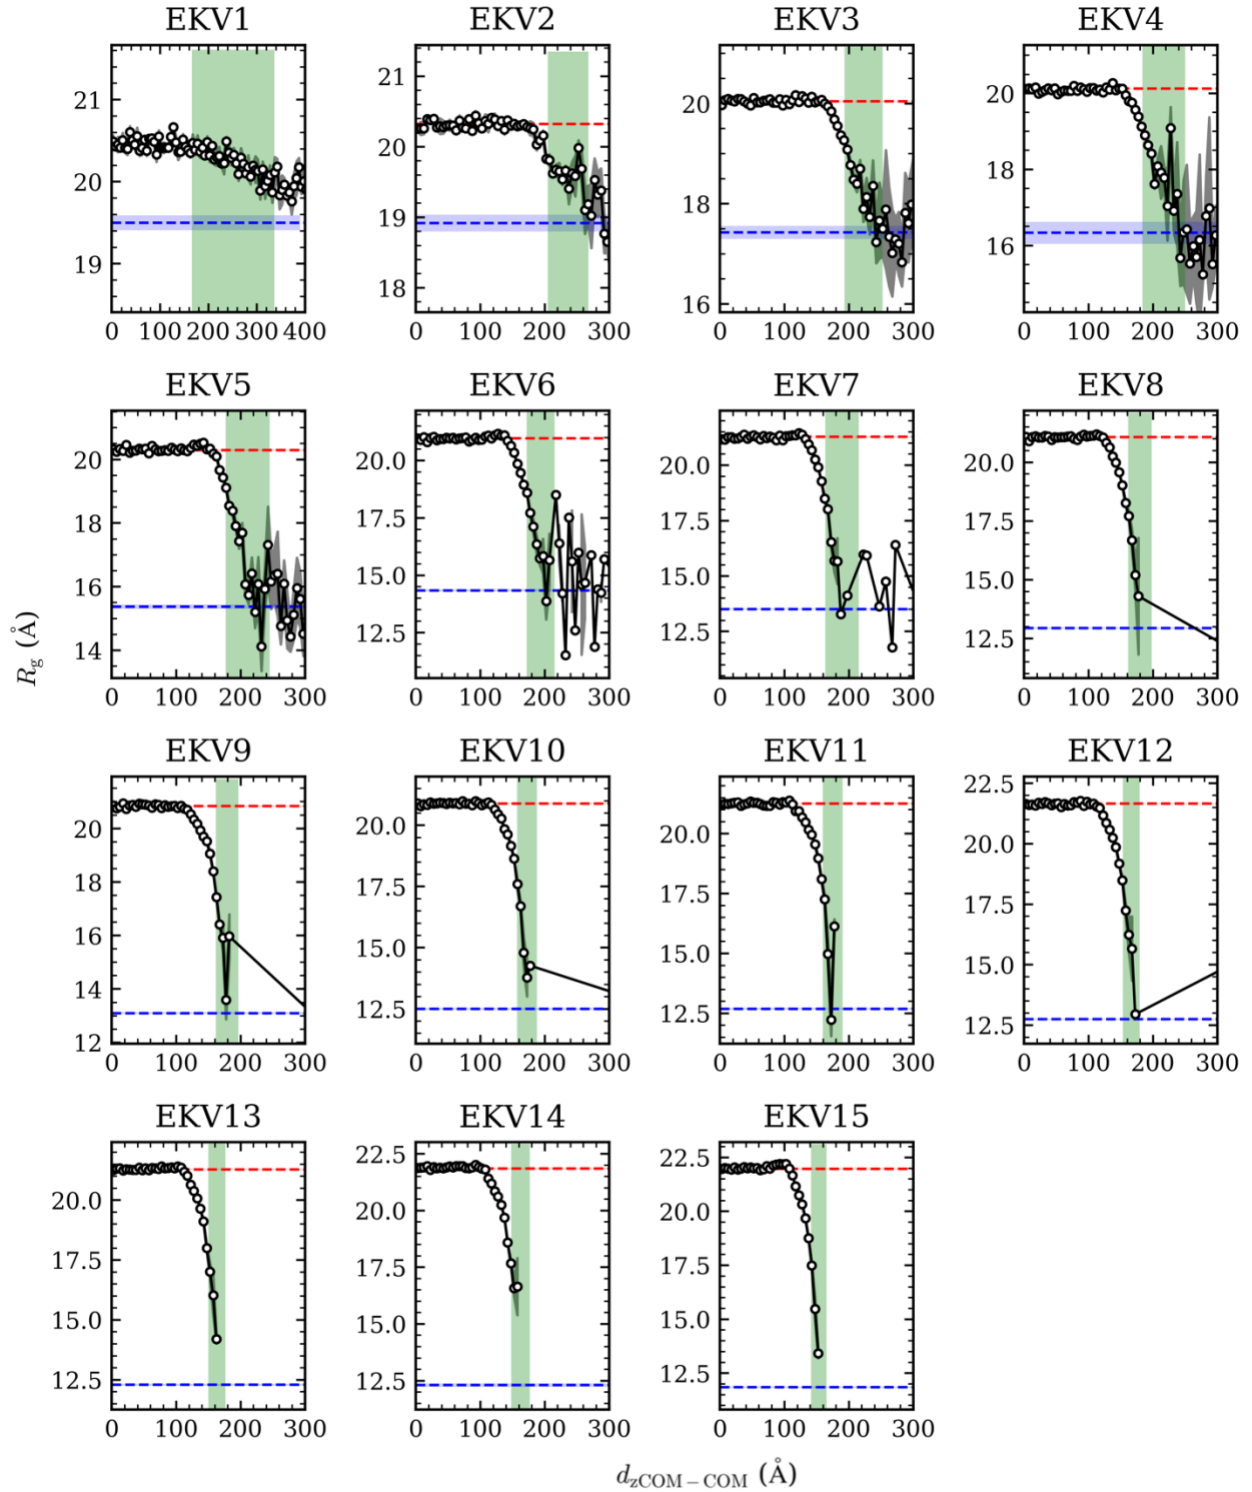 EKV1 EKV2 EKV3 EKV4
21 20 19
0 100 200 300 400
21 20 19 18
0 100 200 300
20 18 16
0 100 200 300
20 18 16
0 100 200 300
EKV5 EKV6 EKV7 EKV8
20 18 16 14
0 100 200 300
20.0 17.5 15.0 12.5
0 100 200 300
20.0 17.5 15.0 12.5
0 100 200 300
20.0 17.5 15.0 12.5
0 100 200 300
Rg (Å)
EKV9 EKV10 EKV11 EKV12
20 18 16 14 12
0 100 200 300
20.0 17.5 15.0 12.5
0 100 200 300
20.0 17.5 15.0 12.5
0 100 200 300
22.5 20.0 17.5 15.0 12.5
0 100 200 300
EKV13 EKV14 EKV15
20.0 17.5 15.0 12.5
0 100 200 300
22.5 20.0 17.5 15.0 12.5
0 100 200 300
22.5 20.0 17.5 15.0 12.5
0 100 200 300
dzCOM−COM (Å)